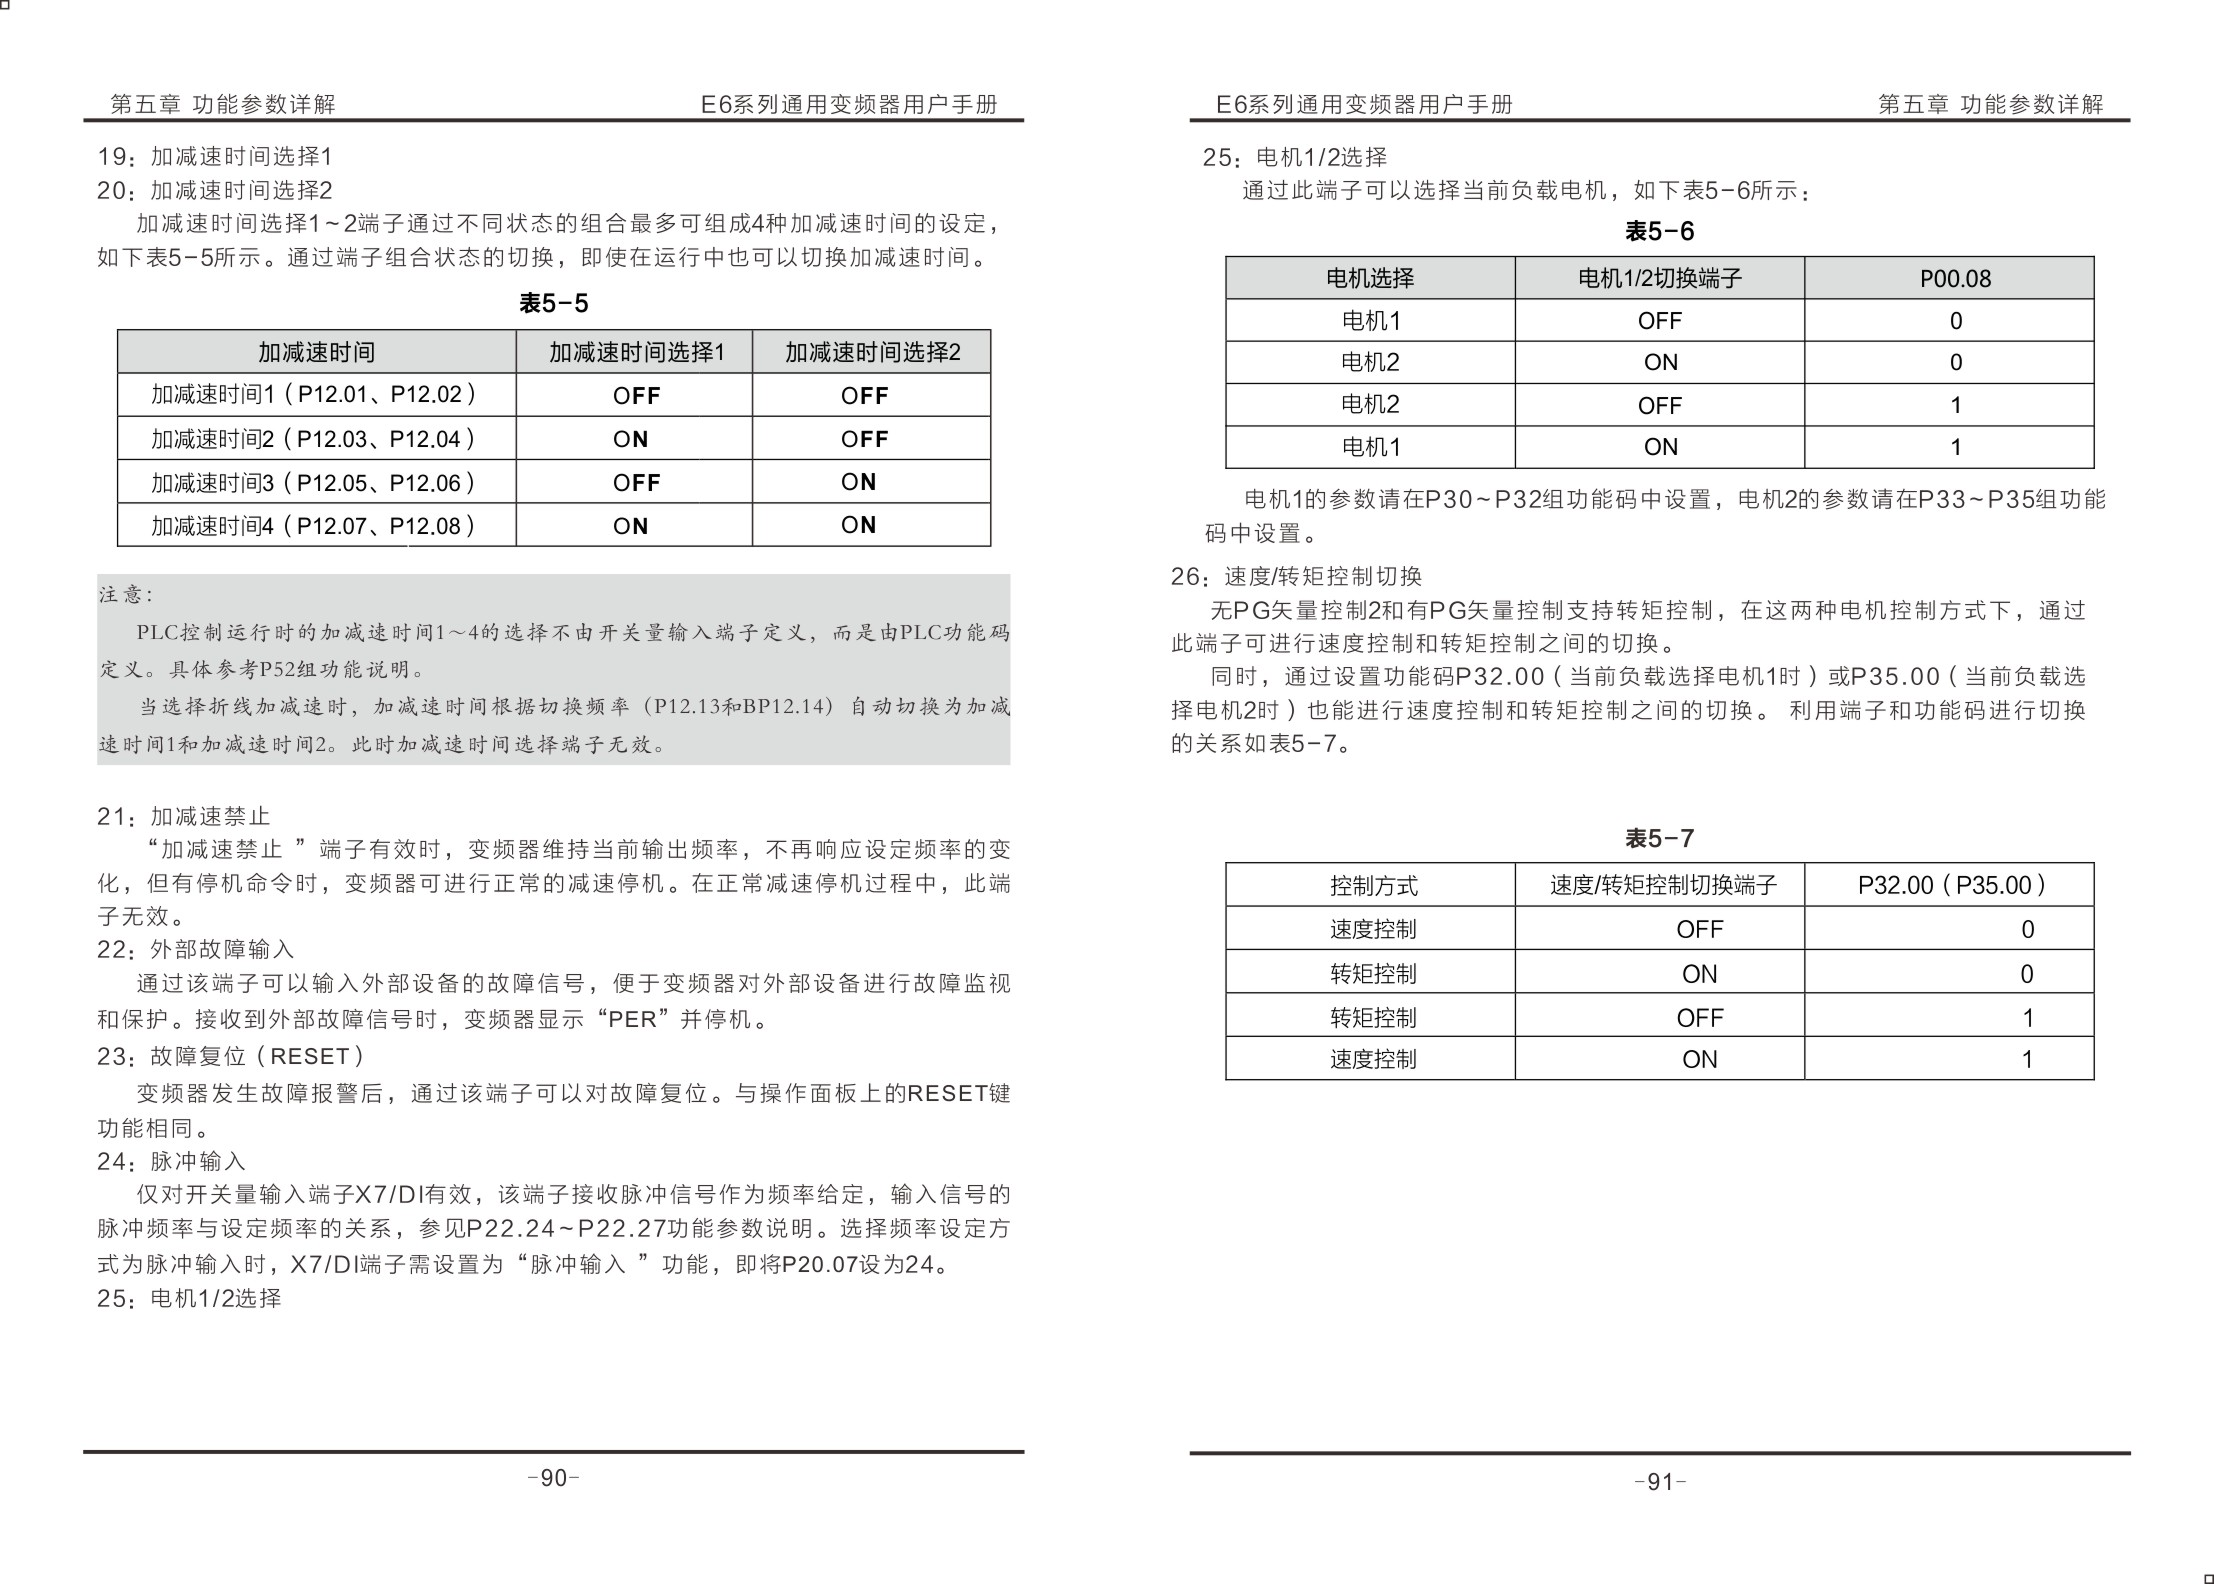 第五章 功能参数详解 E6系列通用变频器用户手册
19：加减速时间选择1
20：加减速时间选择2
加减速时间选择1~2端子通过不同状态的组合最多可组成4种加减速时间的设定，
如下表5-5所示。通过端子组合状态的切换，即使在运行中也可以切换加减速时间。
表5-5
加减速时间 加减速时间选择1 加减速时间选择2
加减速时间1（P12.01、P12.02） OFF OFF
加减速时间2（P12.03、P12.04） ON OFF
加减速时间3（P12.05、P12.06） OFF ON
加减速时间4（P12.07、P12.08） ON ON
注意：
PLC控制运行时的加减速时间1～4的选择不由开关量输入端子定义，而是由PLC功能码
定义。具体参考P52组功能说明。
当选择折线加减速时，加减速时间根据切换频率（P12.13和BP12.14）自动切换为加减
速时间1和加减速时间2。此时加减速时间选择端子无效。
21：加减速禁止
“加减速禁止 ”端子有效时，变频器维持当前输出频率，不再响应设定频率的变
化，但有停机命令时，变频器可进行正常的减速停机。在正常减速停机过程中，此端
子无效。
22：外部故障输入
通过该端子可以输入外部设备的故障信号，便于变频器对外部设备进行故障监视
和保护。接收到外部故障信号时，变频器显示“PER”并停机。
23：故障复位（RESET）
变频器发生故障报警后，通过该端子可以对故障复位。与操作面板上的RESET键
功能相同。
24：脉冲输入
仅对开关量输入端子X7/DI有效，该端子接收脉冲信号作为频率给定，输入信号的
脉冲频率与设定频率的关系，参见P22.24~P22.27功能参数说明。选择频率设定方
式为脉冲输入时，X7/DI端子需设置为“脉冲输入 ”功能，即将P20.07设为24。
25：电机1/2选择
-90-
E6系列通用变频器用户手册 第五章 功能参数详解
25：电机1/2选择
通过此端子可以选择当前负载电机，如下表5-6所示：
表5-6
电机选择 电机1/2切换端子 P00.08
电机1 OFF 0
电机2 ON 0
电机2 OFF 1
电机1 ON 1
电机1的参数请在P30~P32组功能码中设置，电机2的参数请在P33~P35组功能
码中设置。
26：速度/转矩控制切换
无PG矢量控制2和有PG矢量控制支持转矩控制，在这两种电机控制方式下，通过
此端子可进行速度控制和转矩控制之间的切换。
同时，通过设置功能码P32.00（当前负载选择电机1时）或P35.00（当前负载选
择电机2时）也能进行速度控制和转矩控制之间的切换。 利用端子和功能码进行切换
的关系如表5-7。
表5-7
控制方式 速度/转矩控制切换端子 P32.00（P35.00）
速度控制 OFF 0
转矩控制 ON 0
转矩控制 OFF 1
速度控制 ON 1
-91-